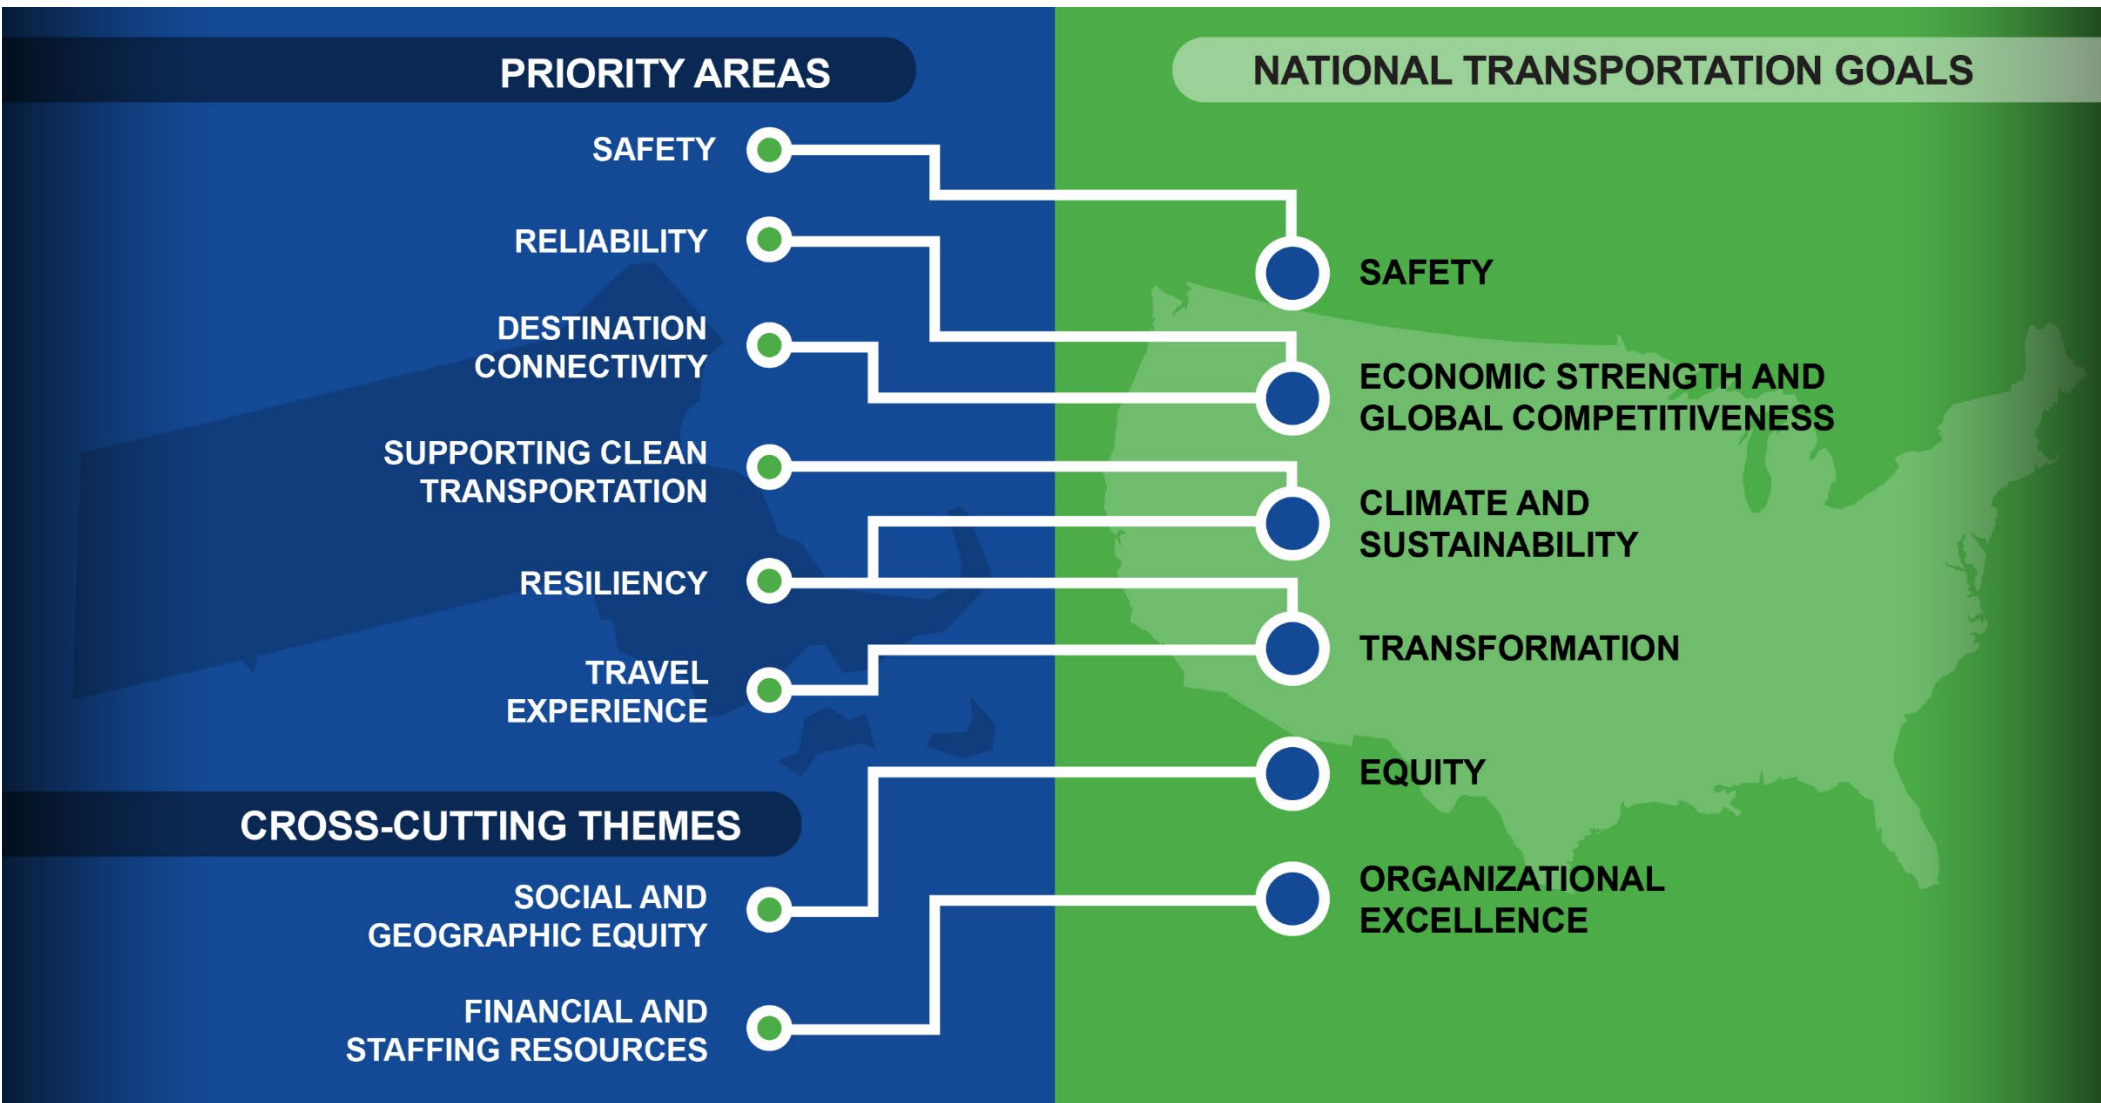 PRIORITY AREAS
SAFETY
RELIABILITY
DESTINATION
CONNECTIVITY
SUPPORTING CLEAN
TRANSPORTATION
RESILIENCY
TRAVEL
EXPERIENCE
CROSS-CUTTING THEMES
SOCIAL AND
GEOGRAPHIC EQUITY
FINANCIAL AND
STAFFING RESOURCES
NATIONAL TRANSPORTATION GOALS
SAFETY
ECONOMIC STRENGTH AND
GLOBAL COMPETITIVENESS
CLIMATE AND
SUSTAINABILITY
TRANSFORMATION
EQUITY
ORGANIZATIONAL
EXCELLENCE